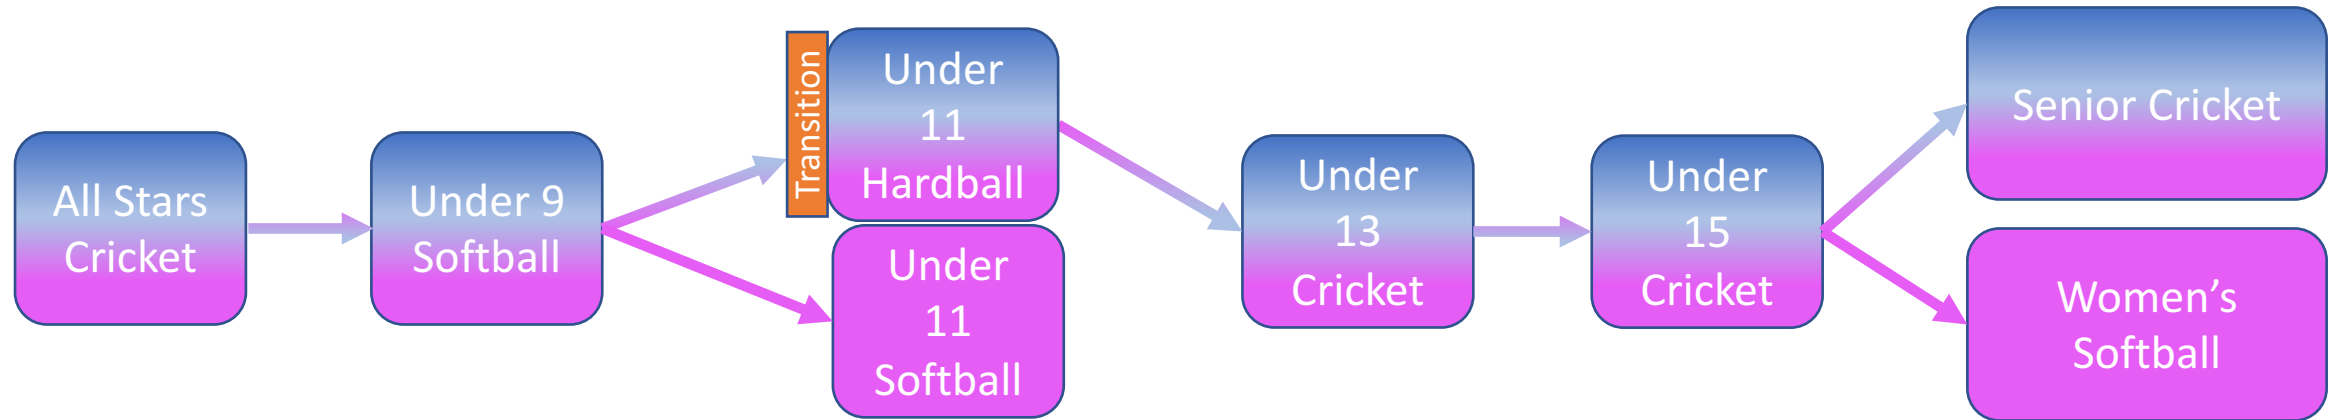 All Stars
Cricket
Under 9
Softball
Transition
Under
11
Hardball
Under
11
Softball
Under
13
Cricket
Under
15
Cricket
Senior Cricket
Women’s
Softball